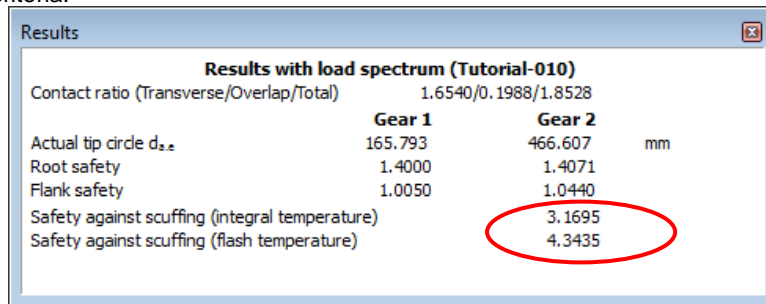 Results
Results with load spectrum (Tutorial-010)
Contact ratio (Transverse/Overlap/Total) 1.6540/0.1988/1.8528
Gear 1 Gear 2
Actual tip circle dₐ.ₑ 165.793 466.607 mm
Root safety 1.4000 1.4071
Flank safety 1.0050 1.0440
Safety against scuffing (integral temperature) 3.1695
Safety against scuffing (flash temperature) 4.3435